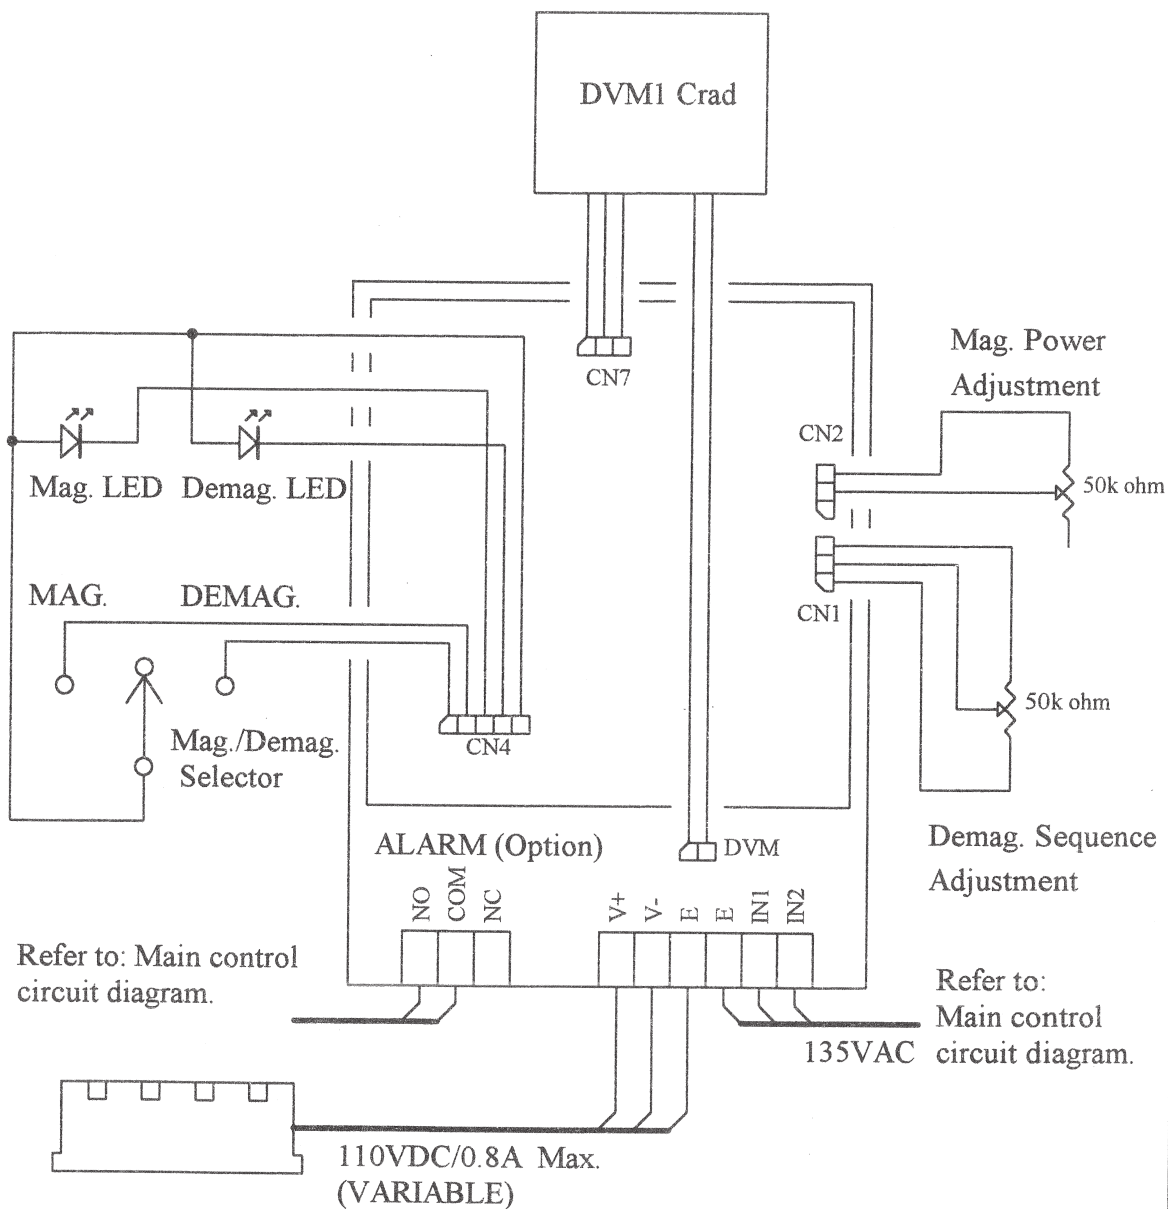 DVM1 Crad
CN7
Mag. Power
Adjustment
CN2
50k ohm
Mag. LED
Demag. LED
MAG.
DEMAG.
CN1
50k ohm
CN4
Mag./Demag.
Selector
Demag. Sequence
Adjustment
ALARM (Option)
DVM
NO
COM
NC
V+
V-
E
E
IN1
IN2
Refer to: Main control
circuit diagram.
Refer to:
Main control
circuit diagram.
135VAC
110VDC/0.8A Max.
(VARIABLE)